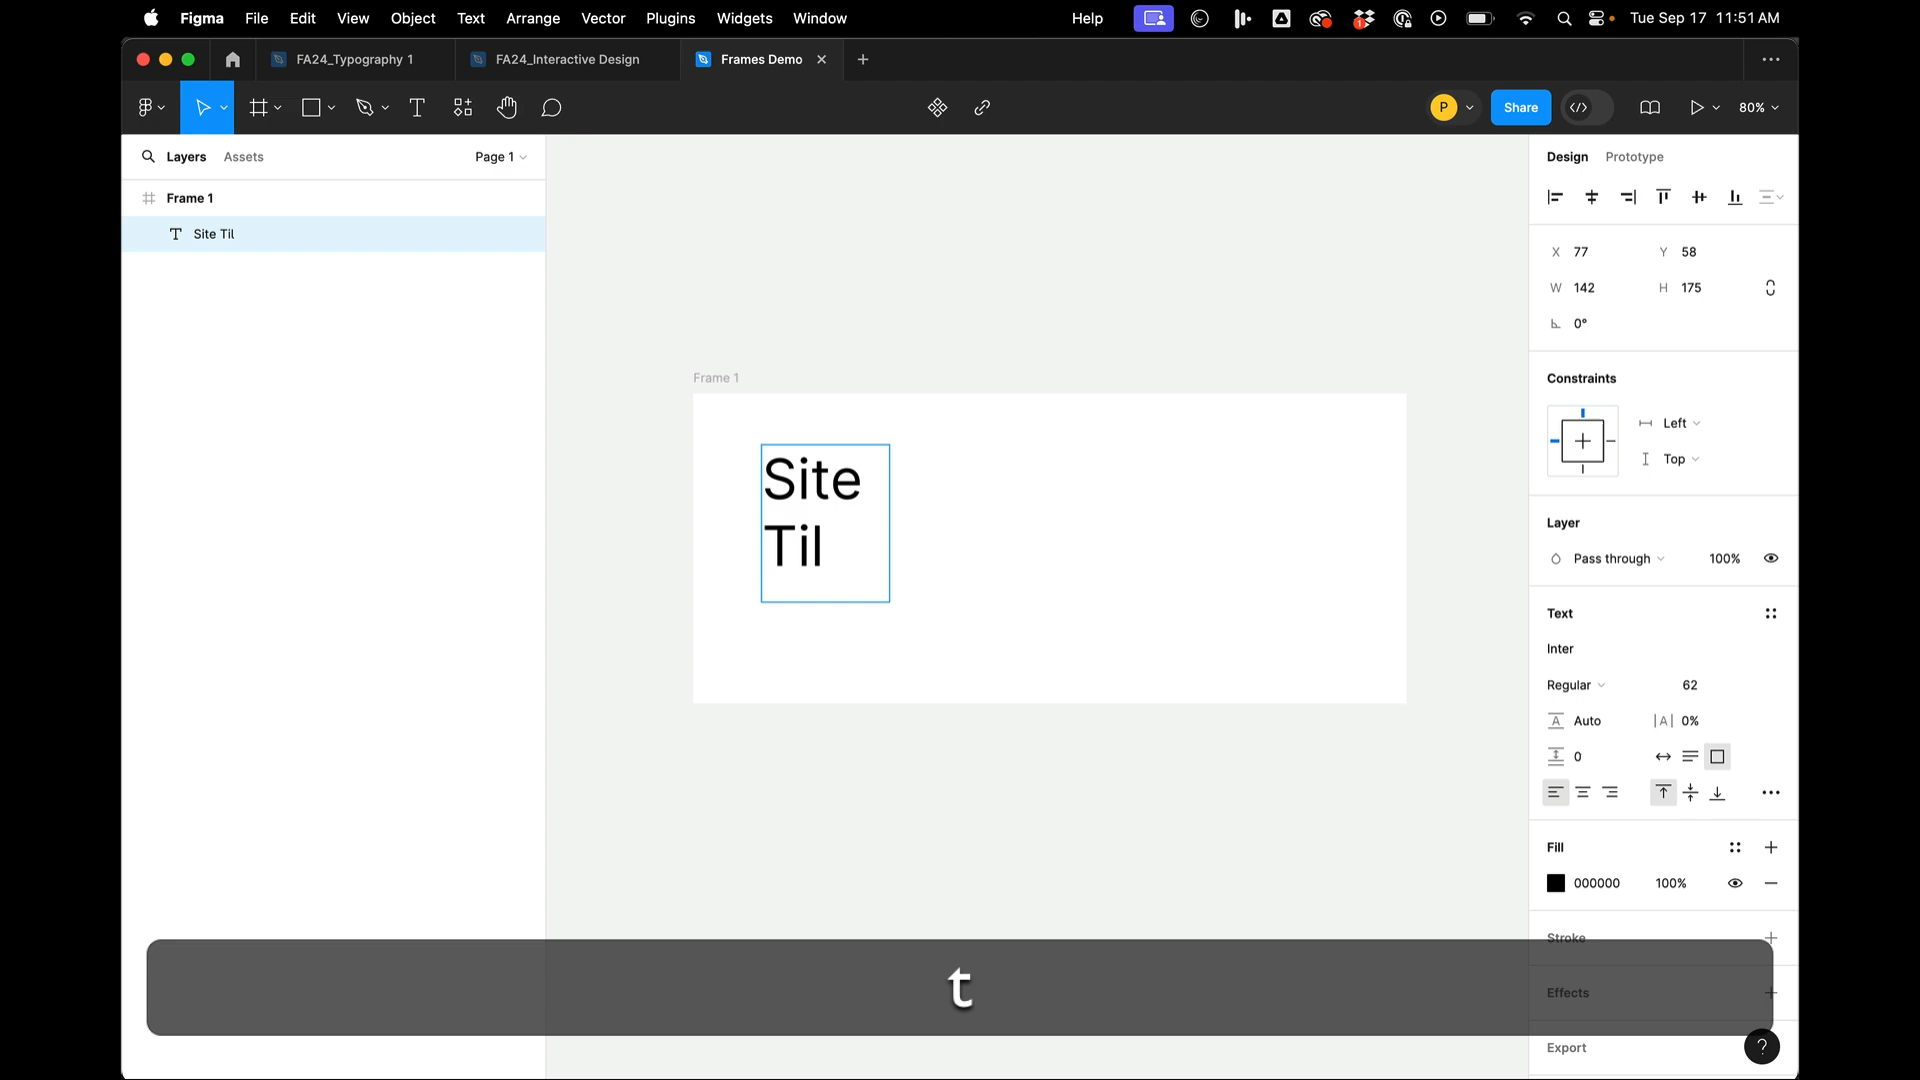 Figma File Edit View Object Text Arrange Vector Plugins Widgets Window Help Tue Sep 17 11:51 AM
FA24_Typography 1 FA24_Interactive Design Frames Demo
P Share 80%
Layers Assets Page 1
Design Prototype
Frame 1
Site Til
X 77 Y 58
W 142 H 175
0°
Constraints
Left
Top
Frame 1
Site
Til
Layer
Pass through 100%
Text
Inter
Regular 62
A Auto |A| 0%
0
Fill
000000 100%
Stroke
Effects
Export
t
?